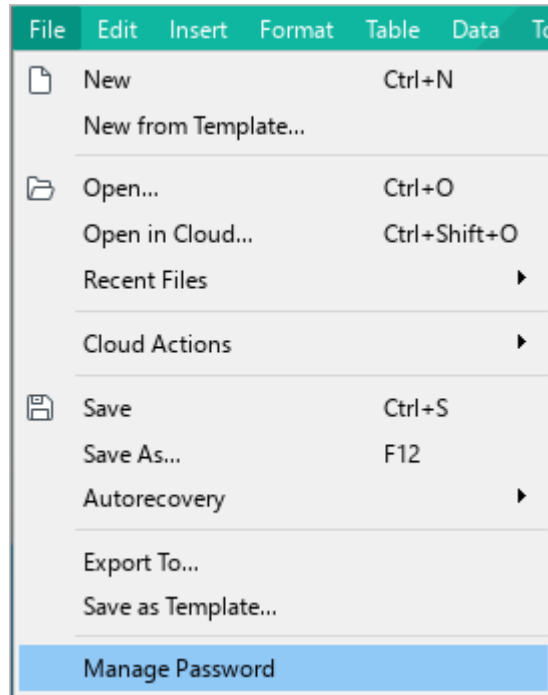 File Edit Insert Format Table Data
New Ctrl+N
New from Template...
Open... Ctrl+O
Open in Cloud... Ctrl+Shift+O
Recent Files
Cloud Actions
Save Ctrl+S
Save As... F12
Autorecovery
Export To...
Save as Template...
Manage Password